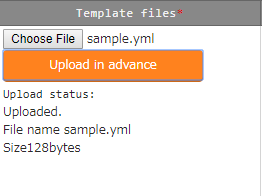 Template files*
Choose File sample.yml
Upload in advance
Upload status:
Uploaded.
File name sample.yml
Size128bytes